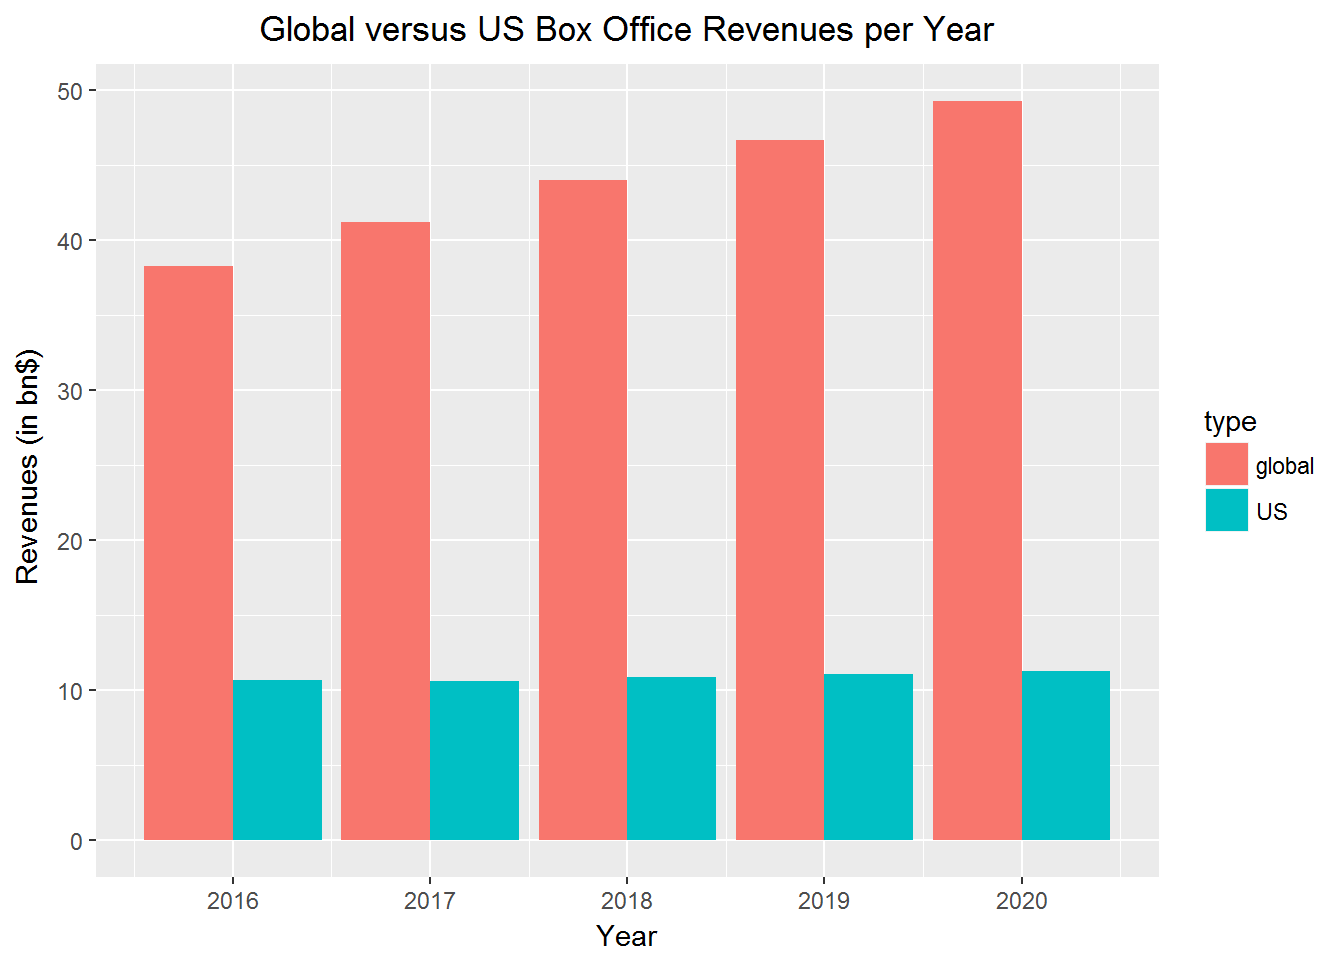 Global versus US Box Office Revenues per Year
50
40
30
20
10
0
Revenues (in bn$)
2016 2017 2018 2019 2020
Year
type
global
US